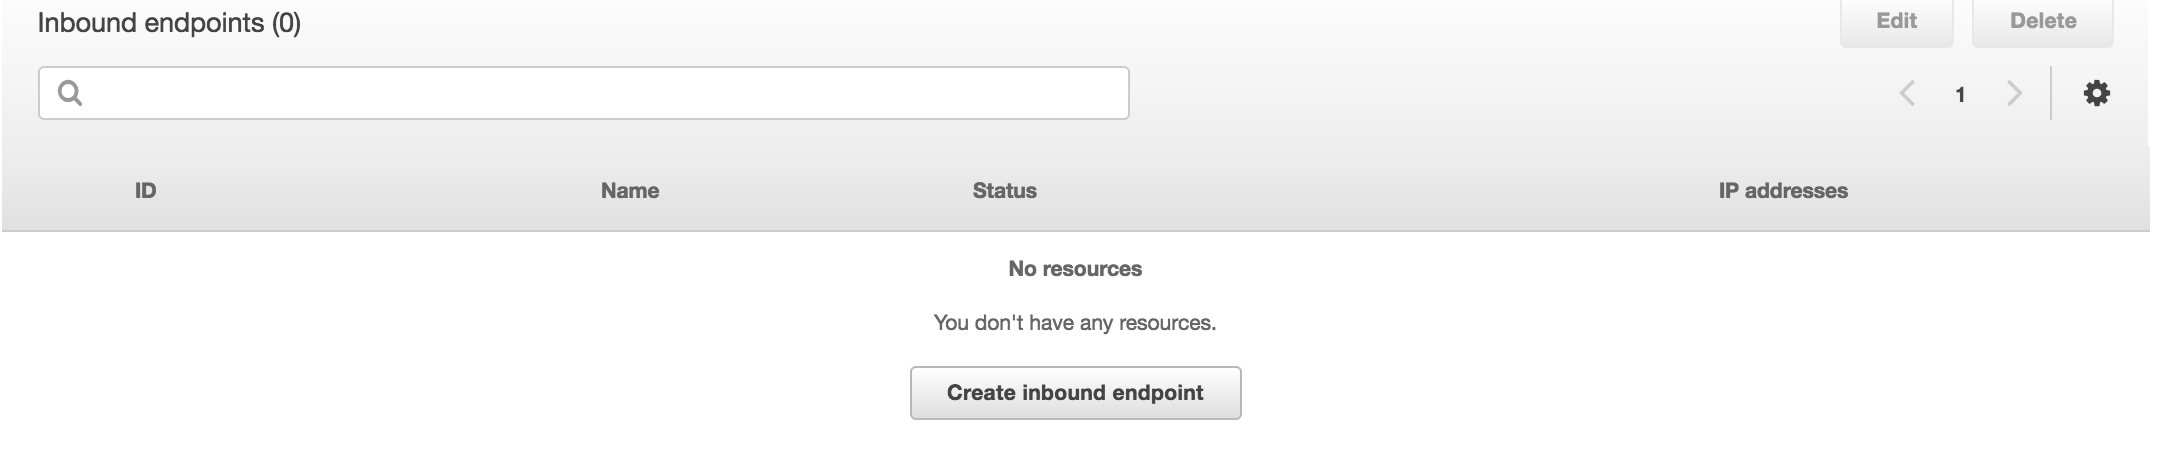 Inbound endpoints (0)
Edit
Delete
1
ID
Name
Status
IP addresses
No resources
You don't have any resources.
Create inbound endpoint